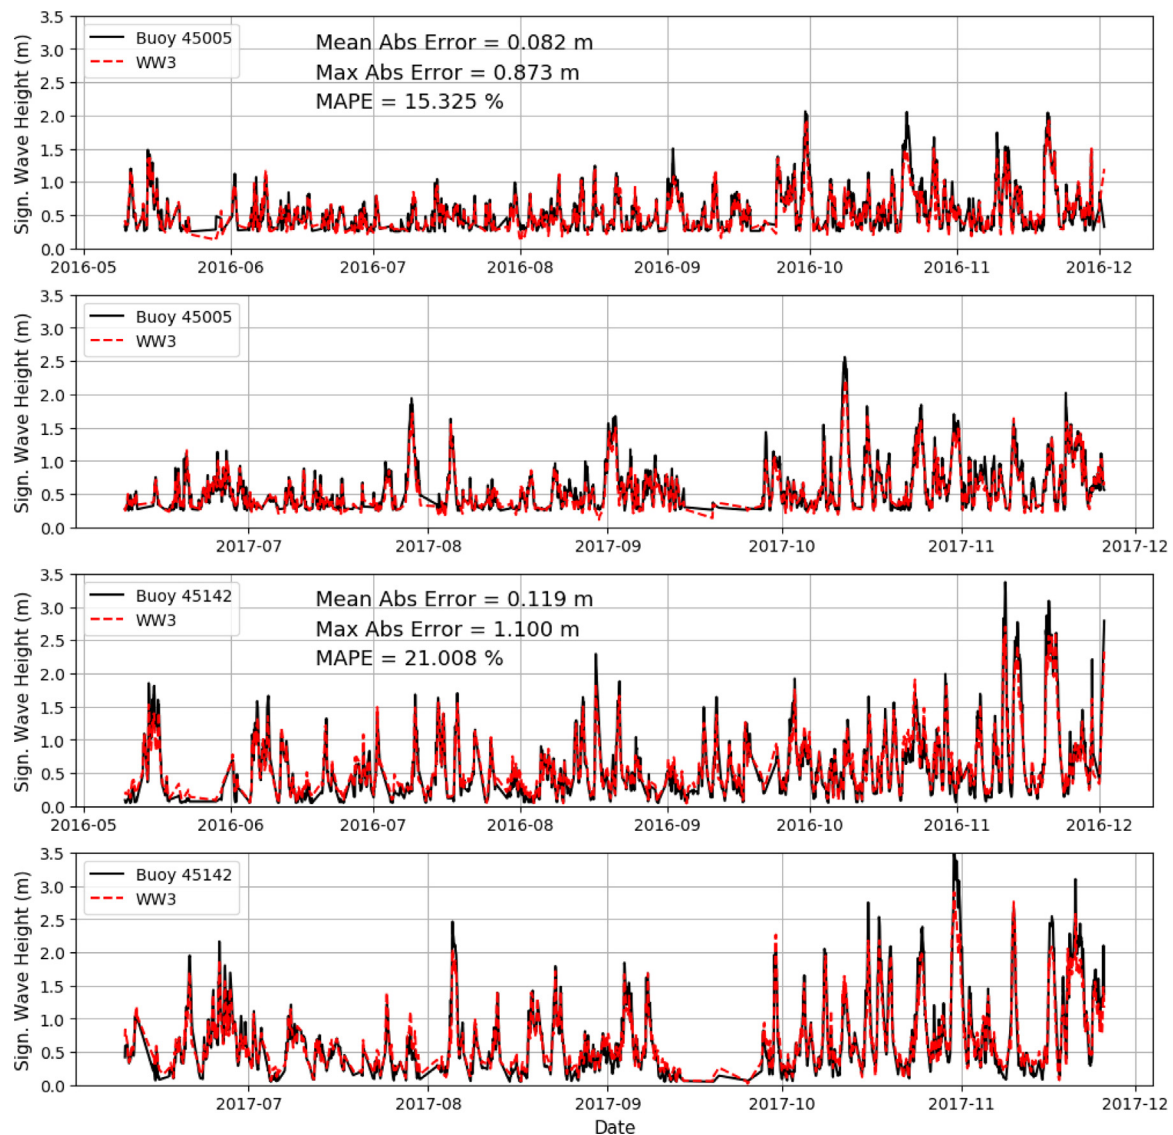 3.5
3.0
2.5
2.0
1.5
1.0
0.5
0.0
Sign. Wave Height (m)
Buoy 45005
WW3
Mean Abs Error = 0.082 m
Max Abs Error = 0.873 m
MAPE = 15.325 %
2016-05 2016-06 2016-07 2016-08 2016-09 2016-10 2016-11 2016-12
3.5
3.0
2.5
2.0
1.5
1.0
0.5
0.0
Sign. Wave Height (m)
Buoy 45005
WW3
2017-07 2017-08 2017-09 2017-10 2017-11 2017-12
3.5
3.0
2.5
2.0
1.5
1.0
0.5
0.0
Sign. Wave Height (m)
Buoy 45142
WW3
Mean Abs Error = 0.119 m
Max Abs Error = 1.100 m
MAPE = 21.008 %
2016-05 2016-06 2016-07 2016-08 2016-09 2016-10 2016-11 2016-12
3.5
3.0
2.5
2.0
1.5
1.0
0.5
0.0
Sign. Wave Height (m)
Buoy 45142
WW3
2017-07 2017-08 2017-09 2017-10 2017-11 2017-12
Date